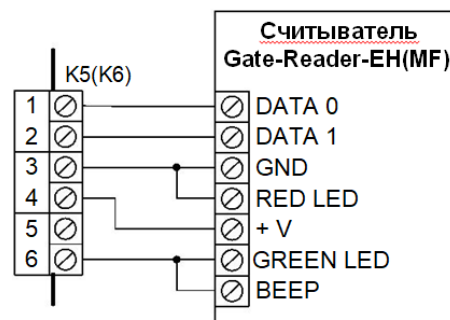 Считыватель
Gate-Reader-EH(MF)
K5(K6)
1 DATA 0
2 DATA 1
3 GND
4 RED LED
5 + V
6 GREEN LED
BEEP